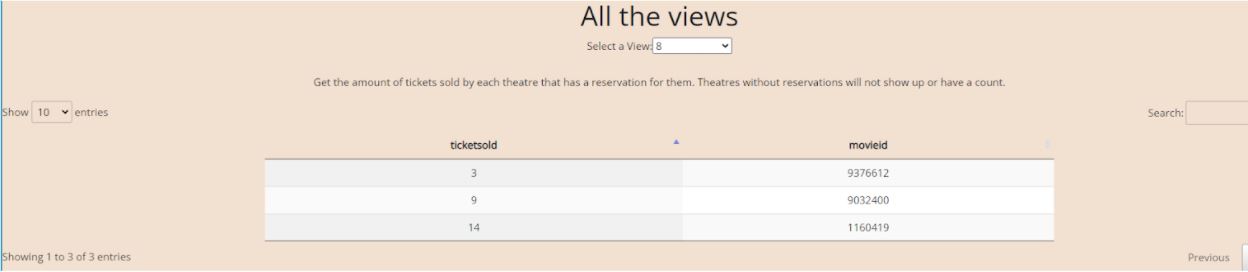 All the views
Select a View: 8
Get the amount of tickets sold by each theatre that has a reservation for them. Theatres without reservations will not show up or have a count.
Show 10 entries
Search:
ticketsold movieid
3 9376612
9 9032400
14 1160419
Showing 1 to 3 of 3 entries
Previous